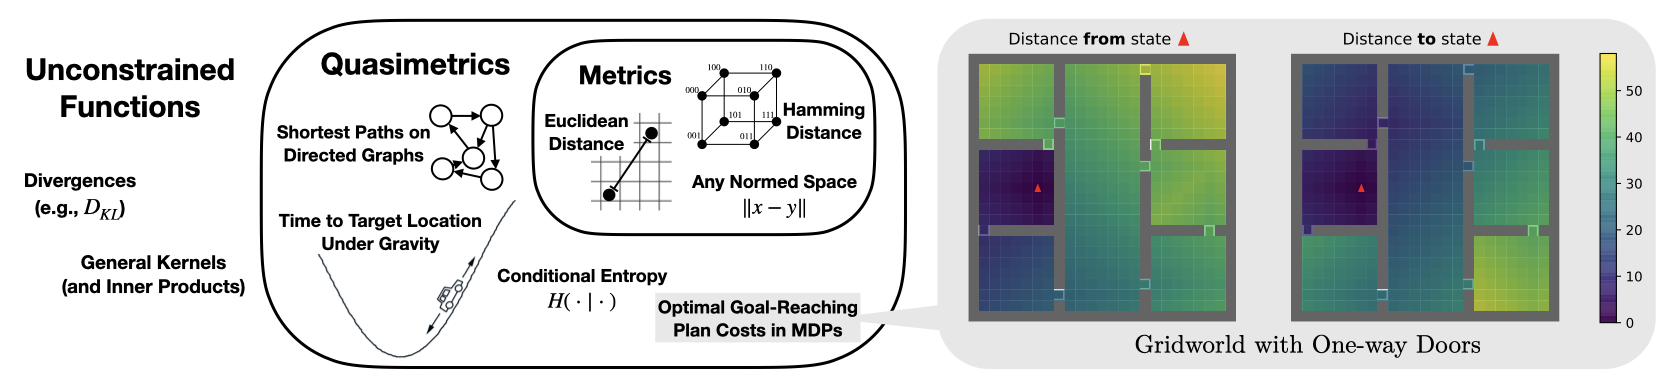 Unconstrained
Functions
Divergences
(e.g., D_{KL})
General Kernels
(and Inner Products)
Quasimetrics
Shortest Paths on
Directed Graphs
Time to Target Location
Under Gravity
Conditional Entropy
H( · | · )
Optimal Goal-Reaching
Plan Costs in MDPs
Metrics
Euclidean
Distance
100
110
000
010
101
111
001
011
Hamming
Distance
Any Normed Space
‖x − y‖
Distance from state
Distance to state
50
40
30
20
10
0
Gridworld with One-way Doors